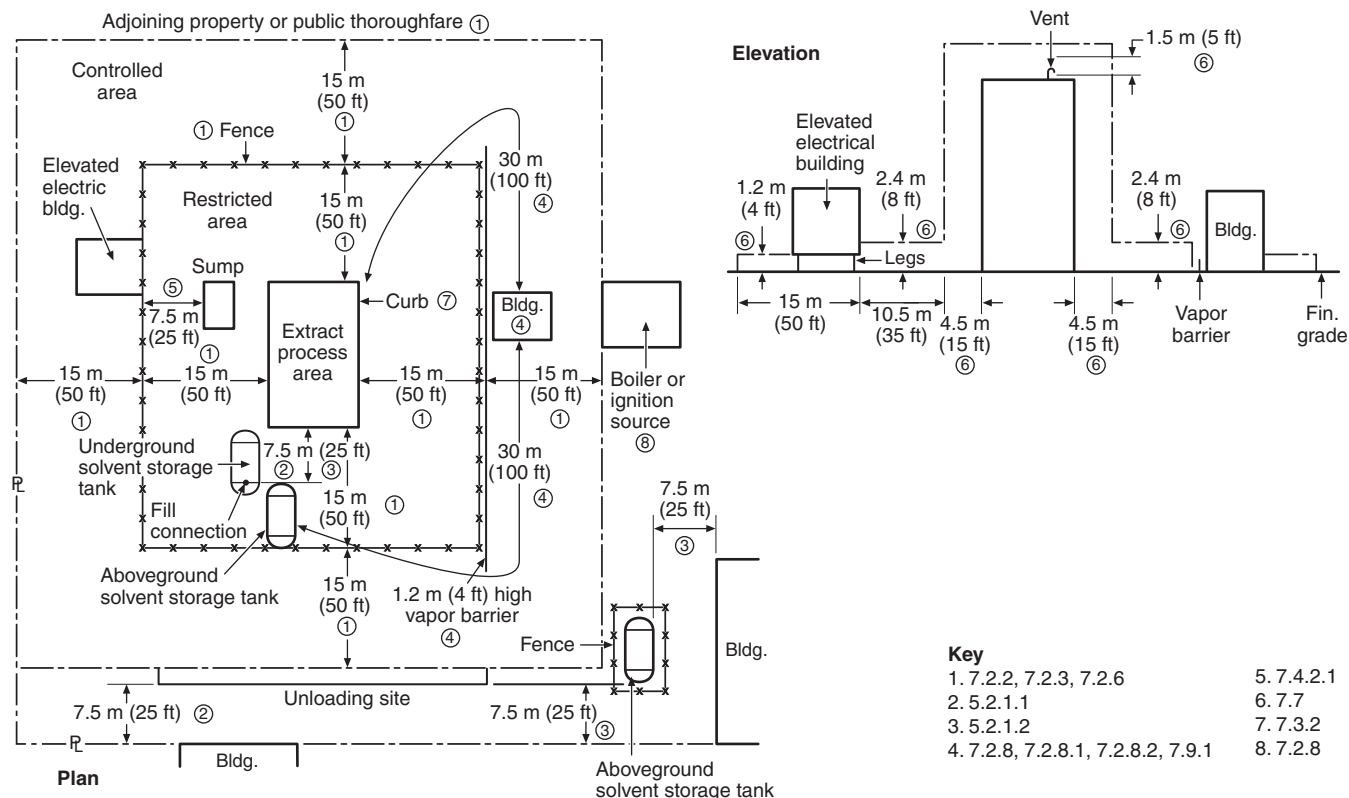 Adjoining property or public thoroughfare ①
Controlled
area
15 m
(50 ft)
①
① Fence
Elevated
electric
bldg.
Restricted
area
15 m
(50 ft)
①
30 m
(100 ft)
④
Sump
⑤
7.5 m
(25 ft)
①
Curb ⑦
Bldg.
④
Extract
process
area
15 m
(50 ft)
①
15 m
(50 ft)
15 m
(50 ft)
①
15 m
(50 ft)
①
Boiler or
ignition
source
⑧
Underground
solvent storage
tank
7.5 m (25 ft)
② ③
30 m
(100 ft)
④
PL
Fill
connection
15 m
(50 ft)
①
7.5 m
(25 ft)
③
Aboveground
solvent storage tank
15 m
(50 ft)
①
1.2 m (4 ft) high
vapor barrier
④
Fence
Bldg.
Unloading site
7.5 m (25 ft) ②
7.5 m (25 ft)
③
PL
Bldg.
Plan
Aboveground
solvent storage tank
Elevation
Vent
1.5 m (5 ft)
⑥
Elevated
electrical
building
1.2 m
(4 ft)
⑥
2.4 m
(8 ft)
⑥
2.4 m
(8 ft)
⑥
Bldg.
Legs
15 m
(50 ft)
10.5 m
(35 ft)
4.5 m
(15 ft)
⑥
4.5 m
(15 ft)
⑥
Vapor
barrier
Fin.
grade
Key
1. 7.2.2, 7.2.3, 7.2.6
2. 5.2.1.1
3. 5.2.1.2
4. 7.2.8, 7.2.8.1, 7.2.8.2, 7.9.1
5. 7.4.2.1
6. 7.7
7. 7.3.2
8. 7.2.8